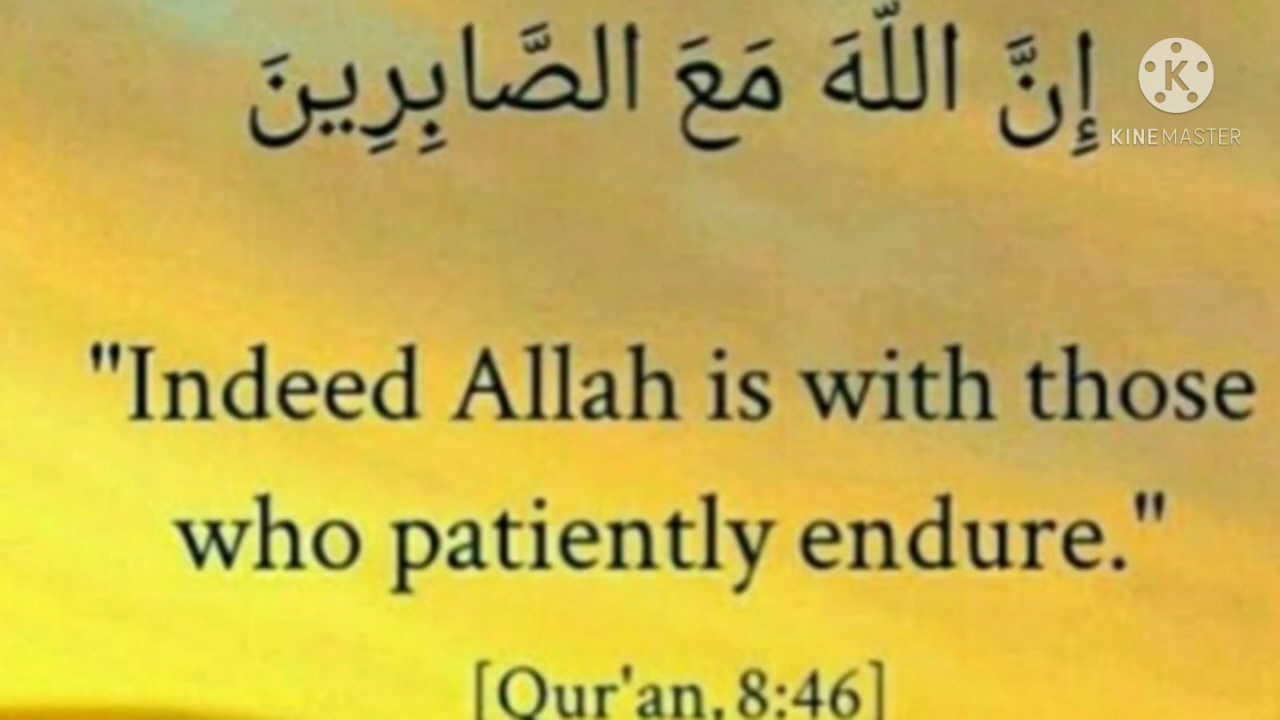 إِنَّ اللّهَ مَعَ الصَّابِرِينَ
K
KINEMASTER
"Indeed Allah is with those
who patiently endure."
[Qur'an, 8:46]